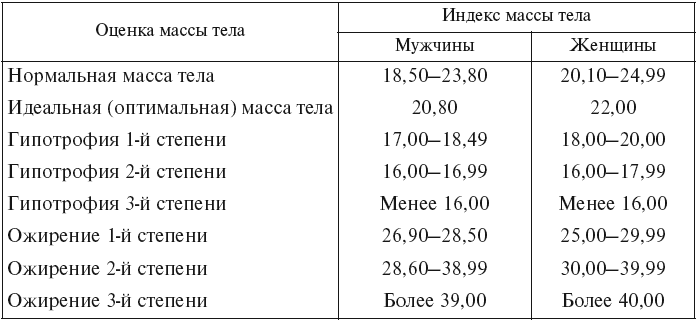 Оценка массы тела Индекс массы тела
Мужчины Женщины
Нормальная масса тела 18,50–23,80 20,10–24,99
Идеальная (оптимальная) масса тела 20,80 22,00
Гипотрофия 1-й степени 17,00–18,49 18,00–20,00
Гипотрофия 2-й степени 16,00–16,99 16,00–17,99
Гипотрофия 3-й степени Менее 16,00 Менее 16,00
Ожирение 1-й степени 26,90–28,50 25,00–29,99
Ожирение 2-й степени 28,60–38,99 30,00–39,99
Ожирение 3-й степени Более 39,00 Более 40,00